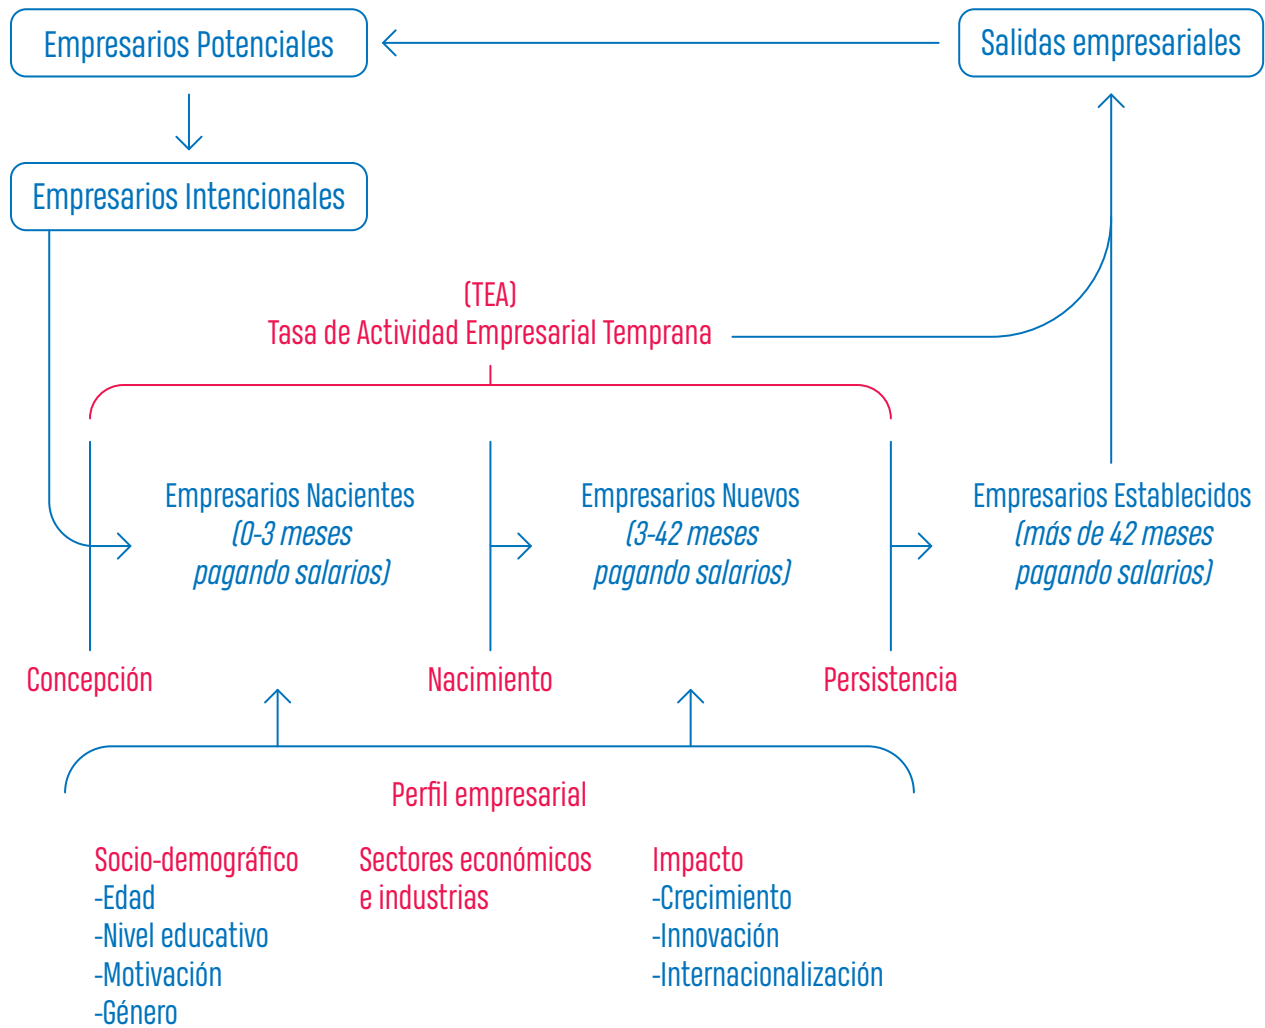 Empresarios Potenciales
Salidas empresariales
Empresarios Intencionales
(TEA)
Tasa de Actividad Empresarial Temprana
Empresarios Nacientes
(0-3 meses
pagando salarios)
Empresarios Nuevos
(3-42 meses
pagando salarios)
Empresarios Establecidos
(más de 42 meses
pagando salarios)
Concepción
Nacimiento
Persistencia
Perfil empresarial
Socio-demográfico
-Edad
-Nivel educativo
-Motivación
-Género
Sectores económicos
e industrias
Impacto
-Crecimiento
-Innovación
-Internacionalización